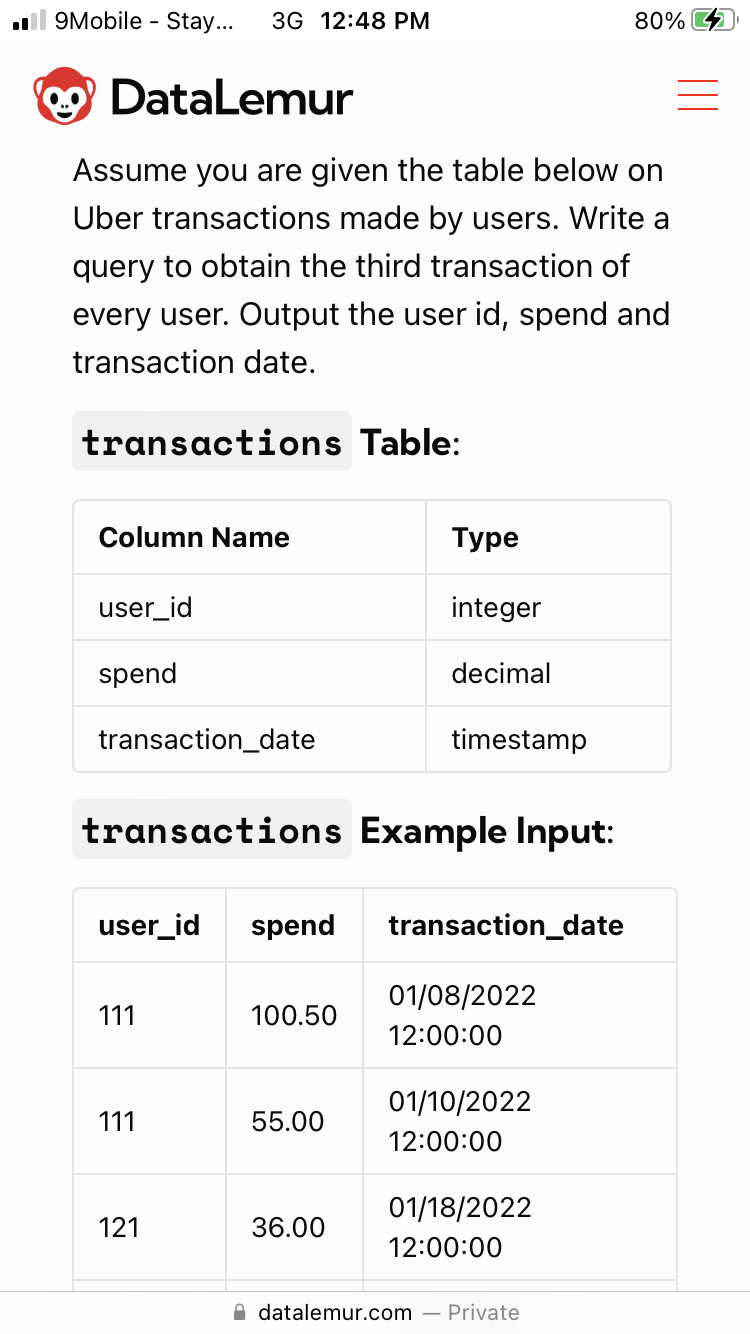 9Mobile - Stay... 3G 12:48 PM 80%
DataLemur
Assume you are given the table below on
Uber transactions made by users. Write a
query to obtain the third transaction of
every user. Output the user id, spend and
transaction date.
transactions Table:
Column Name Type
user_id integer
spend decimal
transaction_date timestamp
transactions Example Input:
user_id spend transaction_date
111 100.50 01/08/2022
12:00:00
111 55.00 01/10/2022
12:00:00
121 36.00 01/18/2022
12:00:00
datalemur.com — Private